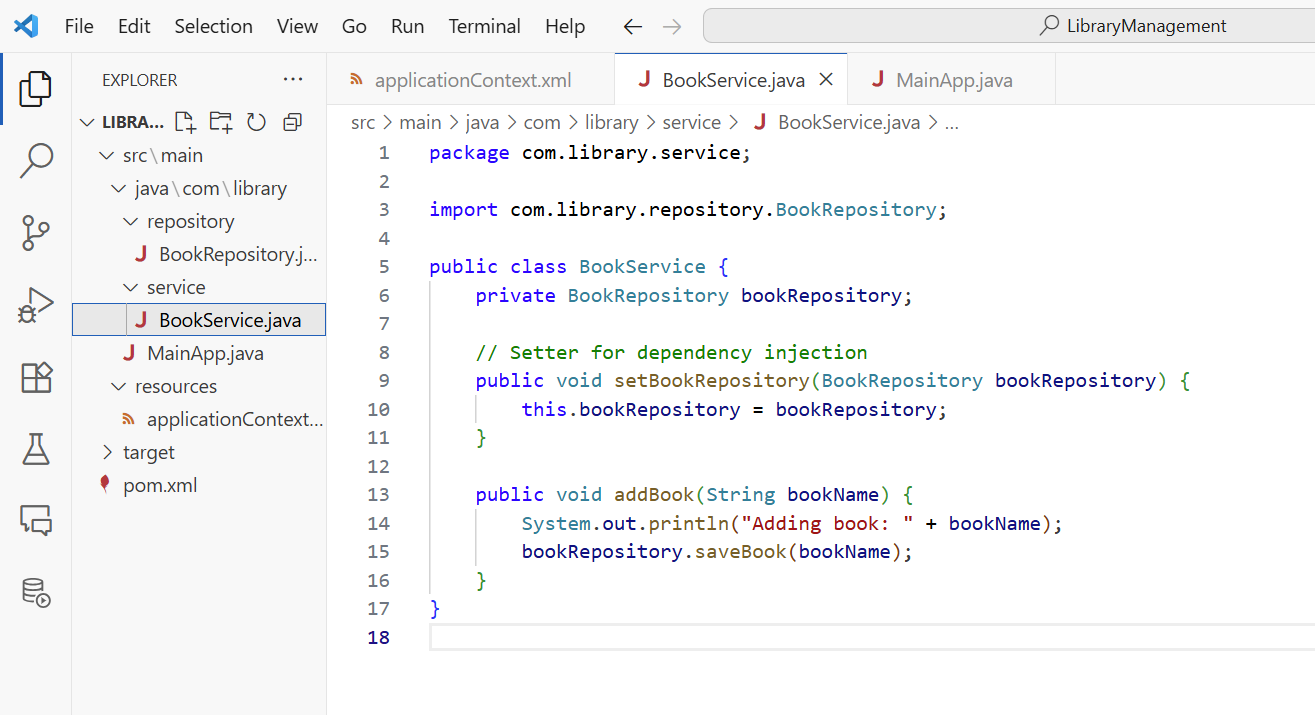 File Edit Selection View Go Run Terminal Help LibraryManagement
EXPLORER
LIBRA...
src\main
java\com\library
repository
BookRepository.j...
service
BookService.java
MainApp.java
resources
applicationContext...
target
pom.xml
applicationContext.xml BookService.java MainApp.java
src > main > java > com > library > service > BookService.java > ...
1 package com.library.service;
2
3 import com.library.repository.BookRepository;
4
5 public class BookService {
6 private BookRepository bookRepository;
7
8 // Setter for dependency injection
9 public void setBookRepository(BookRepository bookRepository) {
10 this.bookRepository = bookRepository;
11 }
12
13 public void addBook(String bookName) {
14 System.out.println("Adding book: " + bookName);
15 bookRepository.saveBook(bookName);
16 }
17 }
18